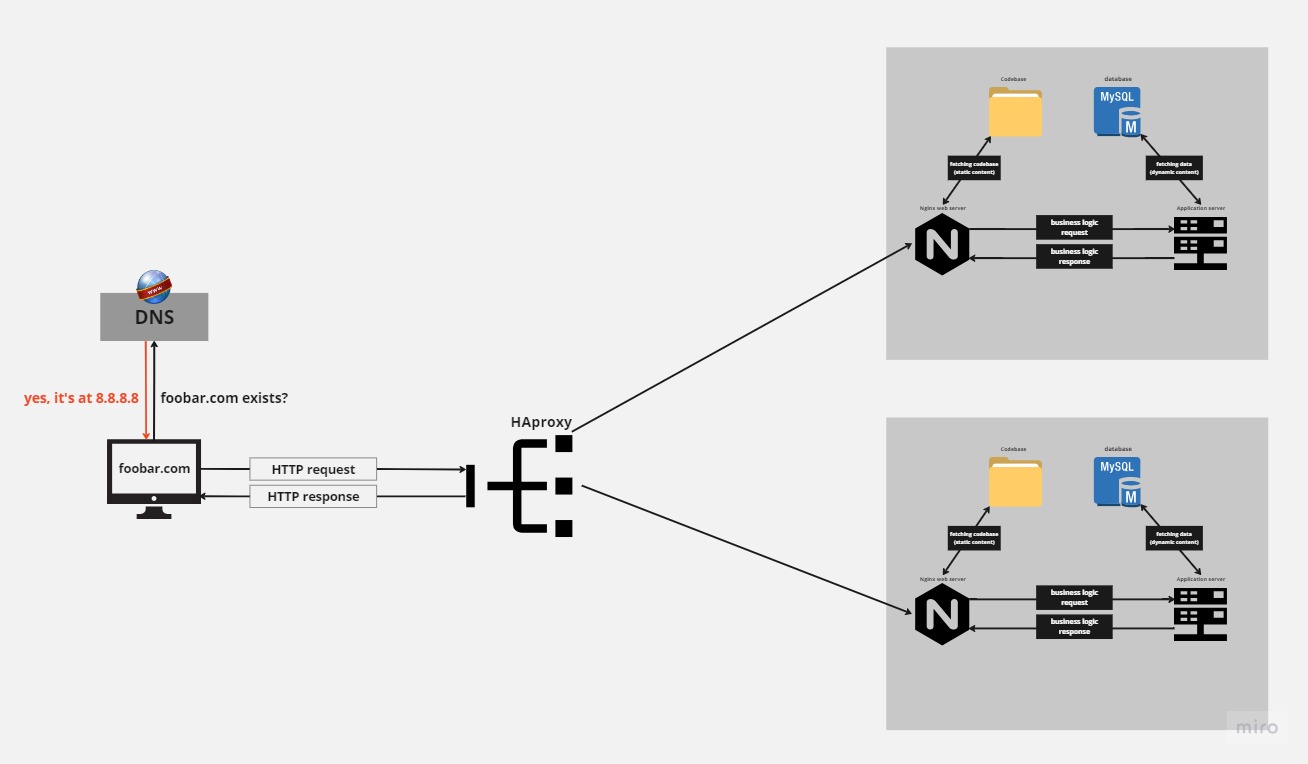 www
DNS
yes, it's at 8.8.8.8
foobar.com exists?
foobar.com
HTTP request
HTTP response
HAproxy
Codebase
database
MySQL
M
fetching codebase
(static content)
fetching data
(dynamic content)
Nginx web server
Application server
N
business logic
request
business logic
response
Codebase
database
MySQL
M
fetching codebase
(static content)
fetching data
(dynamic content)
Nginx web server
Application server
N
business logic
request
business logic
response
miro